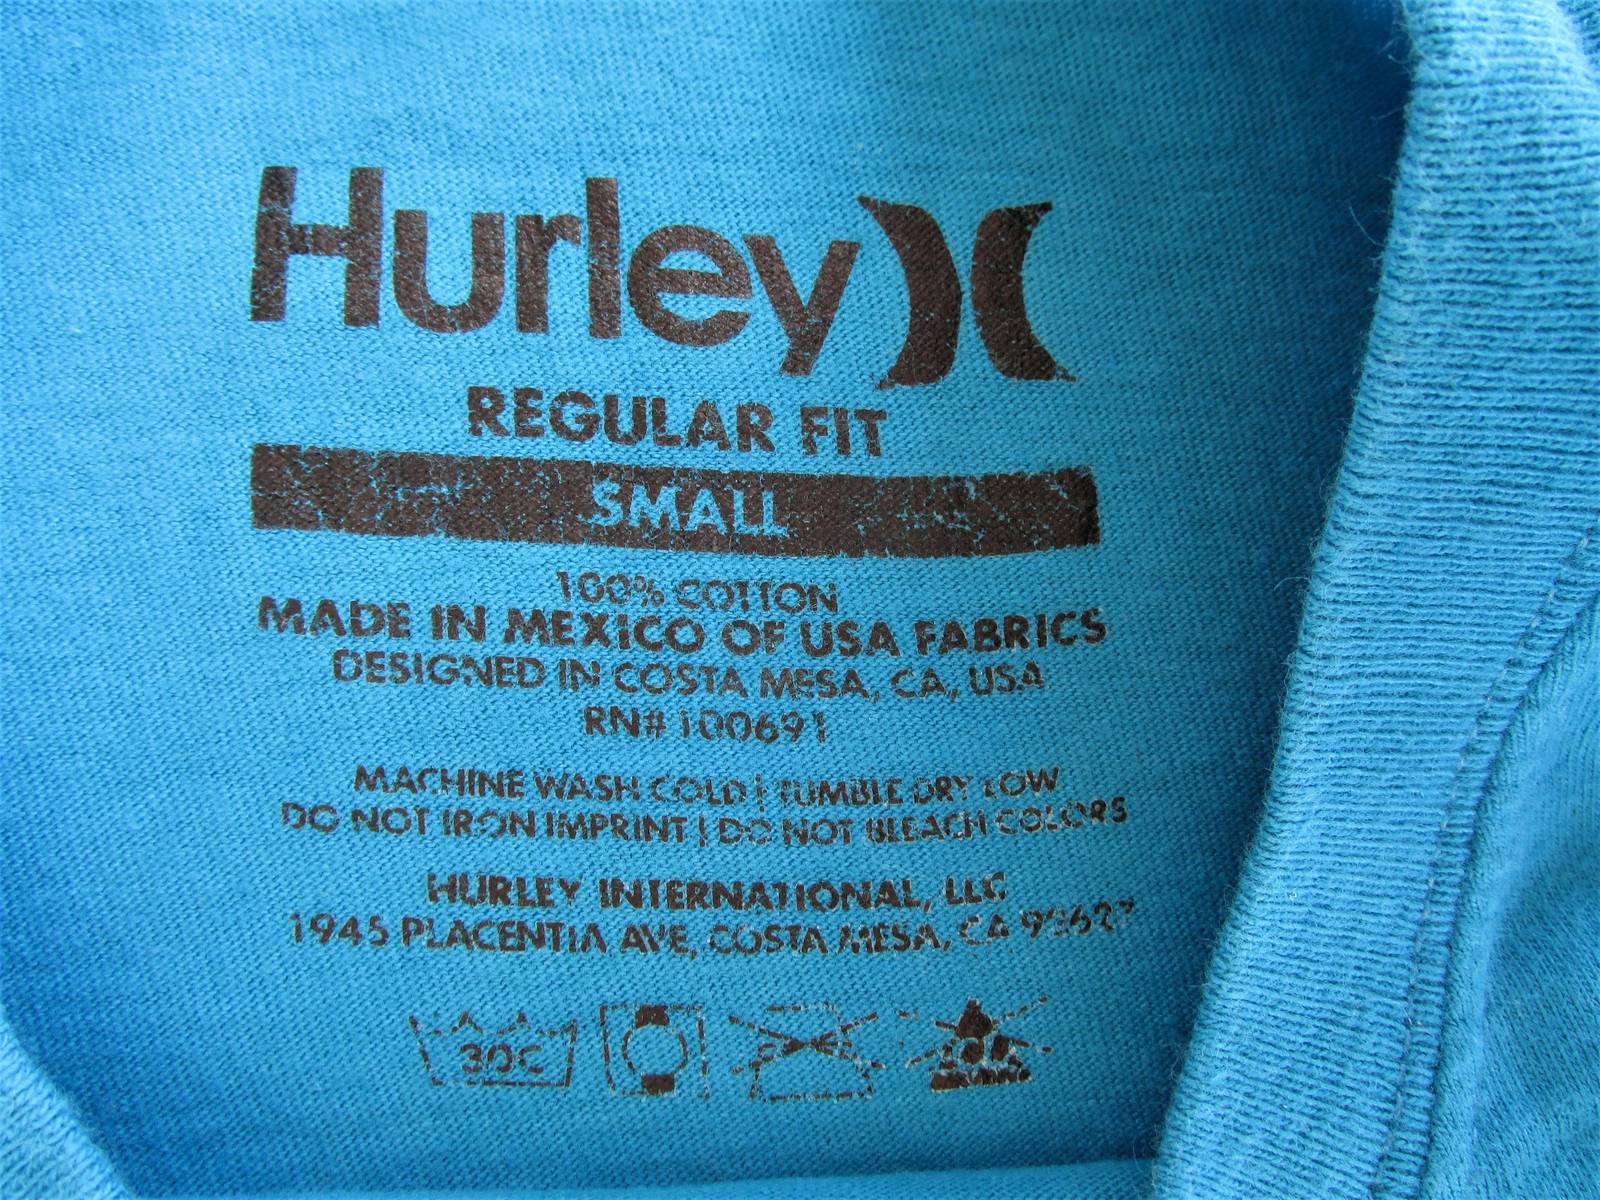 Hurley
REGULAR FIT
SMALL
100% COTTON
MADE IN MEXICO OF USA FABRICS
DESIGNED IN COSTA MESA, CA, USA
RN# 100691
MACHINE WASH COLD | TUMBLE DRY LOW
DO NOT IRON IMPRINT | DO NOT BLEACH COLORS
HURLEY INTERNATIONAL, LLC
1945 PLACENTIA AVE, COSTA MESA, CA 92627
30C